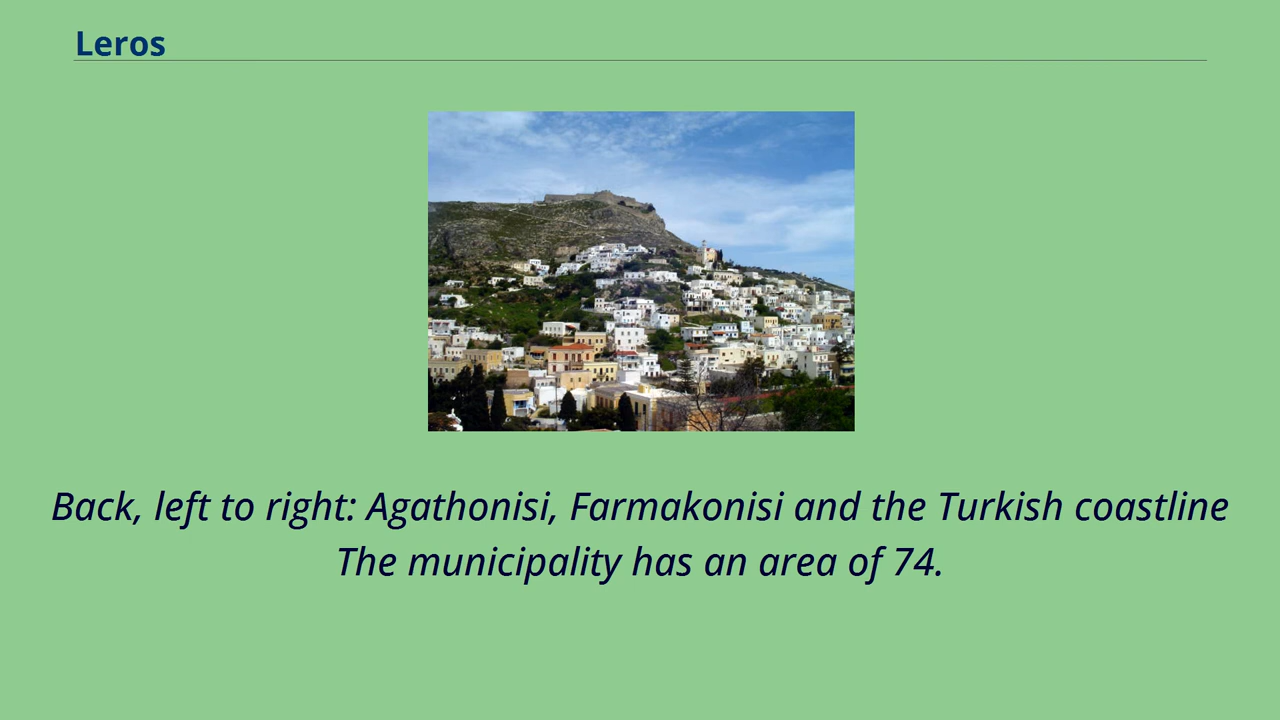 Leros
Back, left to right: Agathonisi, Farmakonisi and the Turkish coastline
The municipality has an area of 74.